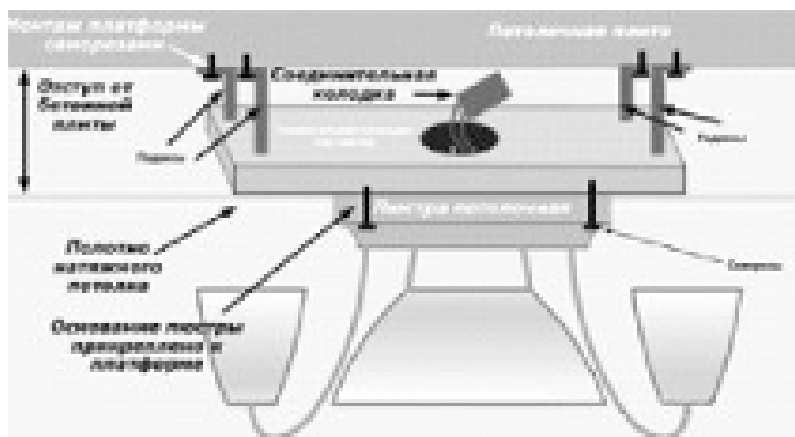 Монтаж платформы
саморезами
Потолочная плита
Соединительная
колодка
Отступ от
бетонной
плиты
Подвесы
Подвесы
Люстра потолочная
Полотно
натяжного
потолка
Саморезы
Основание люстры
прикреплено к
платформе